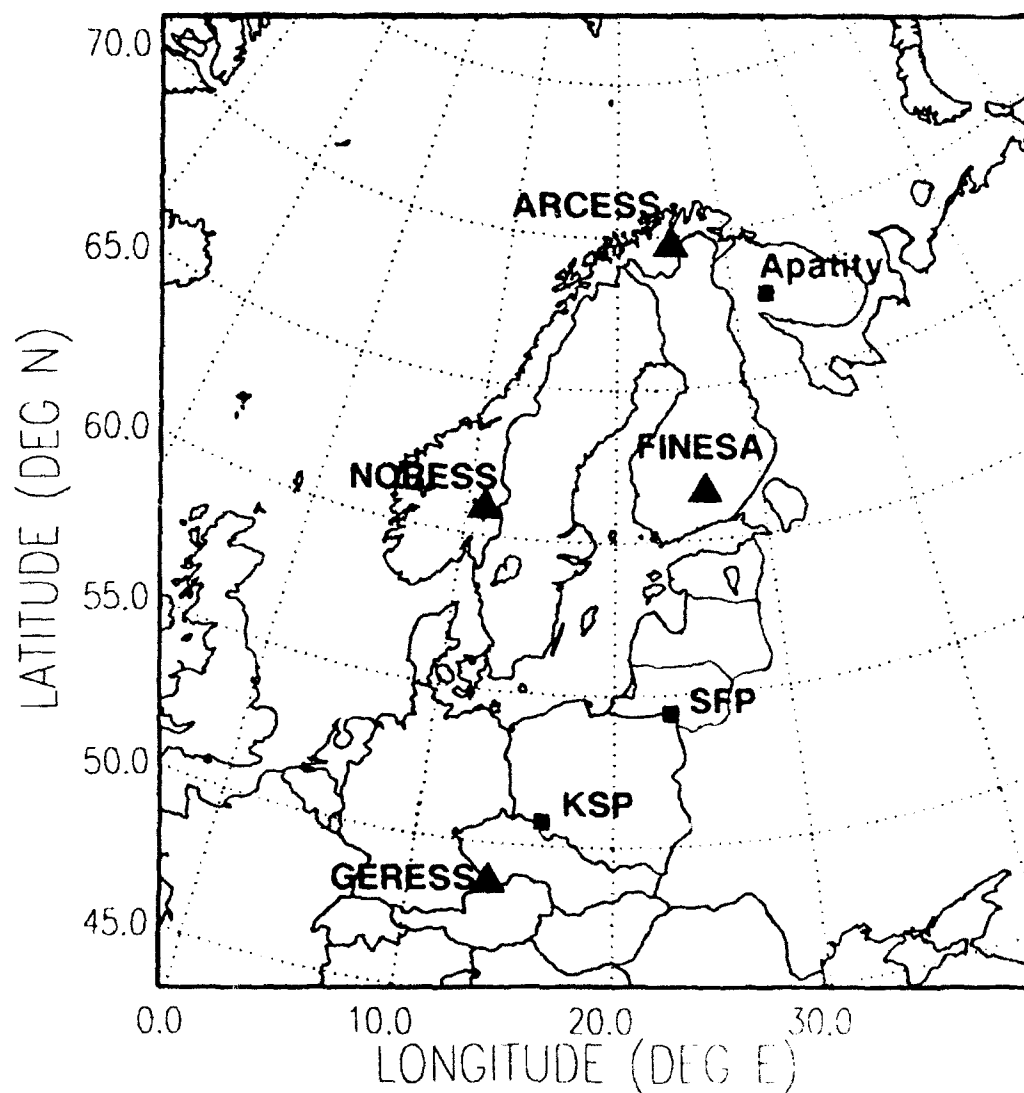 70.0
65.0
60.0
55.0
50.0
45.0
LATITUDE (DEG N)
ARCESS
Apatity
FINESA
NORESS
SFP
KSP
GERESS
0.0 10.0 20.0 30.0
LONGITUDE (DEG E)